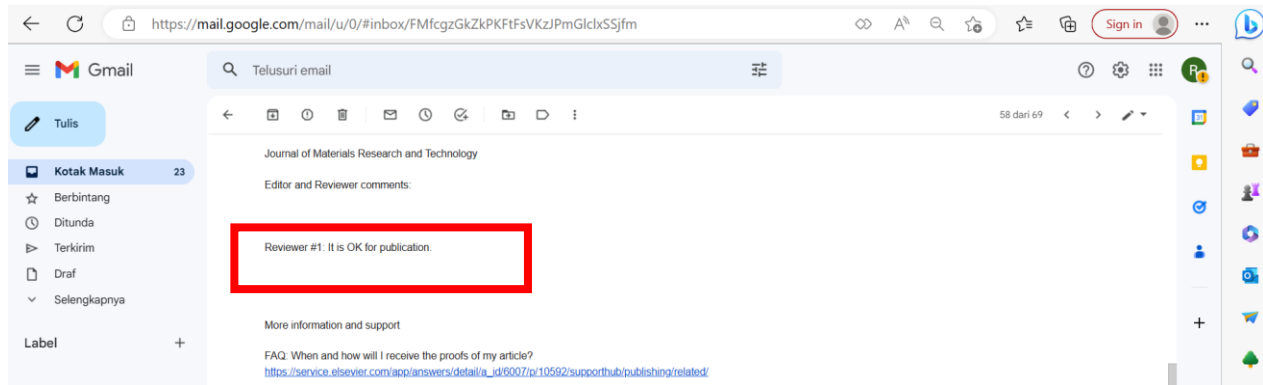 https://mail.google.com/mail/u/0/#inbox/FMfcgzGkZkPKFtFsVKzJPmGlclxSSjfm
Sign in
Gmail
Telusuri email
Tulis
58 dari 69
Kotak Masuk 23
Berbintang
Ditunda
Terkirim
Draf
Selengkapnya
Label
Journal of Materials Research and Technology
Editor and Reviewer comments:
Reviewer #1: It is OK for publication.
More information and support
FAQ: When and how will I receive the proofs of my article?
https://service.elsevier.com/app/answers/detail/a_id/6007/p/10592/supporthub/publishing/related/